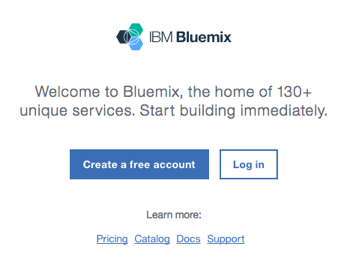 IBM Bluemix
Welcome to Bluemix, the home of 130+
unique services. Start building immediately.
Create a free account Log in
Learn more:
Pricing Catalog Docs Support